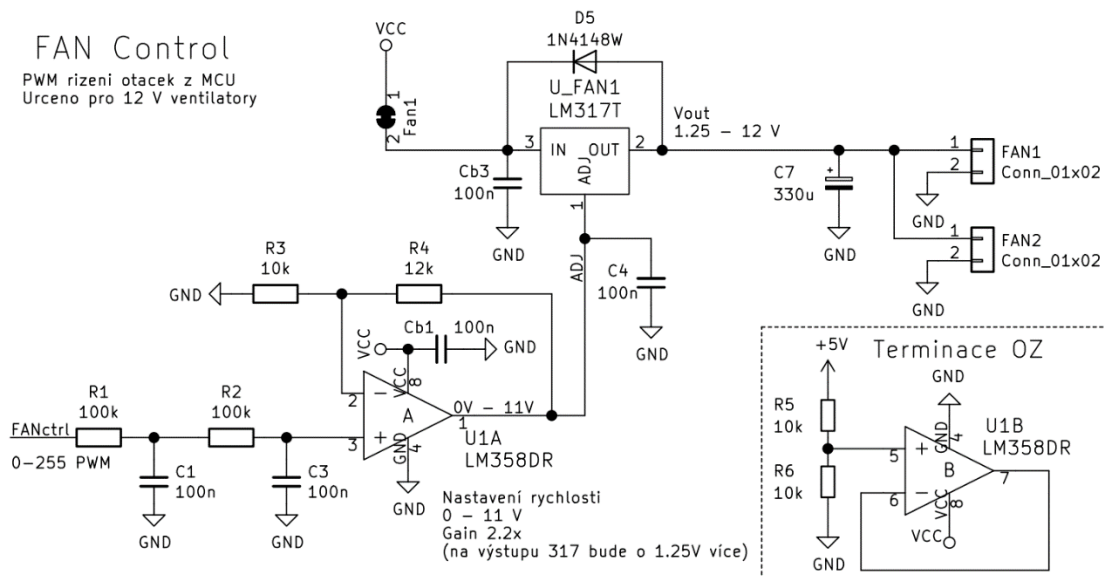 FAN Control
PWM rizeni otacek z MCU
Urceno pro 12 V ventilatory
VCC
1
Fan1
2
D5
1N4148W
U_FAN1
LM317T
3 IN OUT 2
ADJ
1
Cb3
100n
GND
Vout
1.25 - 12 V
C7
+
330u
GND
1 FAN1
2 Conn_01x02
GND
1 FAN2
2 Conn_01x02
GND
ADJ
C4
100n
GND
R3
10k
R4
12k
GND
Cb1
100n
GND
VCC
VCC
8
2 -
A
3 +
0V - 11V
1
GND
4
U1A
LM358DR
GND
FANctrl
0-255 PWM
R1
100k
R2
100k
C1
100n
GND
C3
100n
GND
Nastavení rychlosti
0 - 11 V
Gain 2.2x
(na výstupu 317 bude o 1.25V více)
Terminace OZ
+5V
R5
10k
R6
10k
GND
GND
GND
4
U1B
LM358DR
5 +
B
6 -
7
VCC
8
VCC